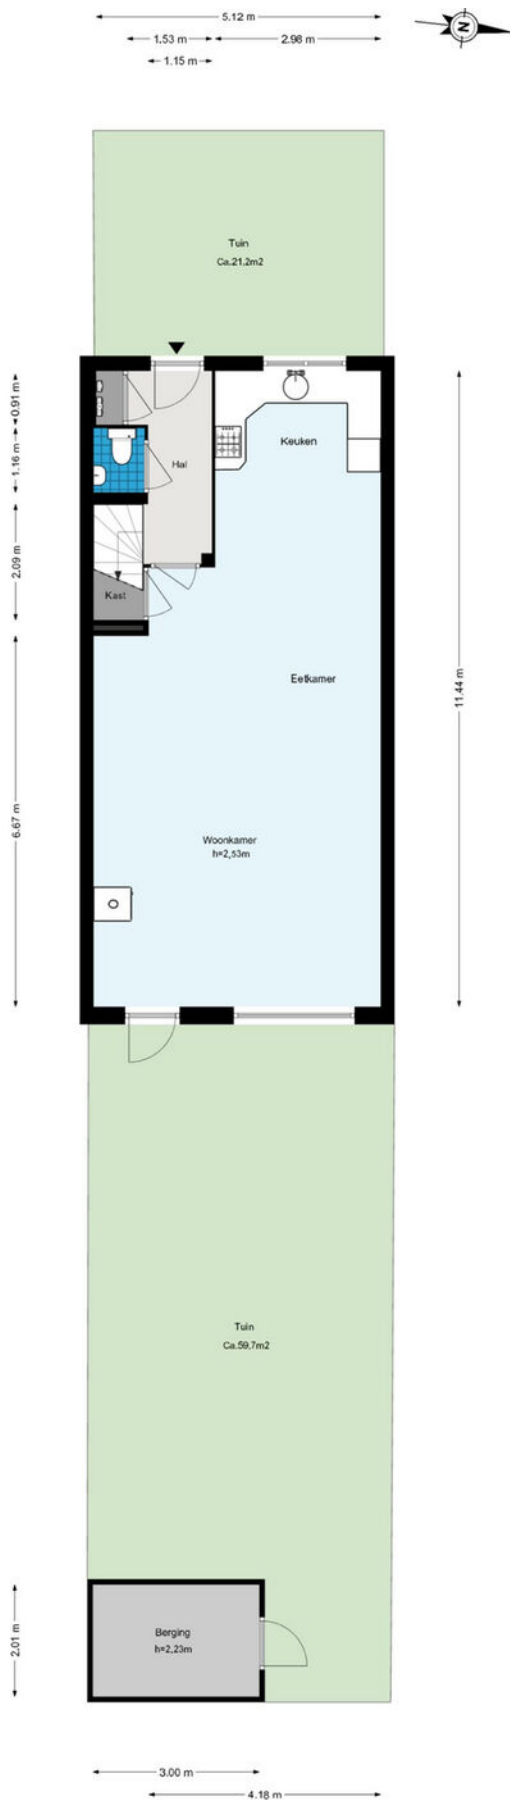 5.12 m
1.53 m
2.98 m
1.15 m
N
Tuin
Ca.21,2m2
0.91 m
1.16 m
2.09 m
6.67 m
Hal
Keuken
Kast
Eetkamer
11.44 m
Woonkamer
h=2,53m
Tuin
Ca.59,7m2
2.01 m
Berging
h=2,23m
3.00 m
4.18 m